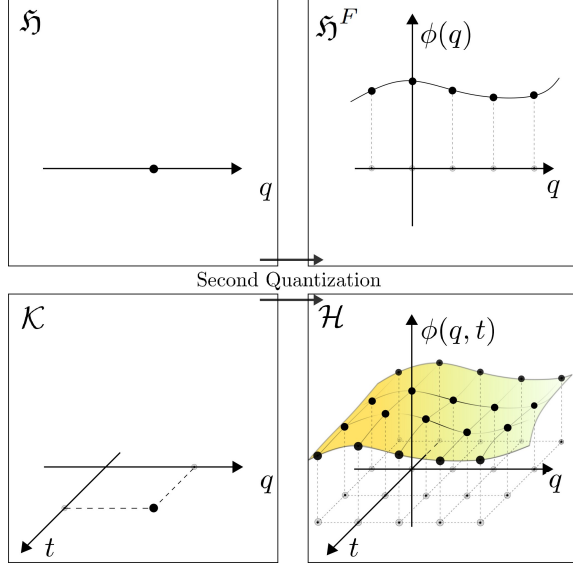 ℌ
ℌ^F
ϕ(q)
q
q
Second Quantization
𝒦
ℋ
ϕ(q, t)
q
t
q
t